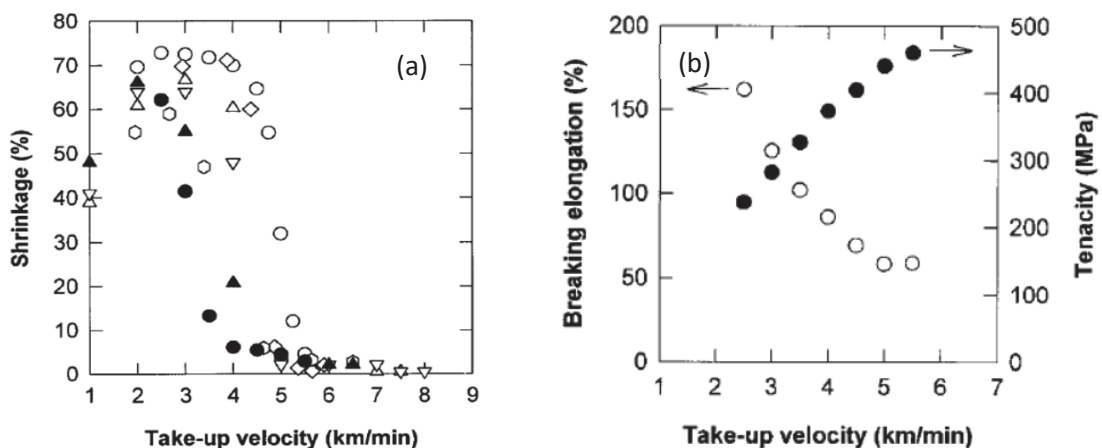 (a)
Shrinkage (%)
80
70
60
50
40
30
20
10
0
1 2 3 4 5 6 7 8 9
Take-up velocity (km/min)
(b)
Breaking elongation (%)
200
150
100
50
0
500
400
300
200
100
0
Tenacity (MPa)
1 2 3 4 5 6 7
Take-up velocity (km/min)